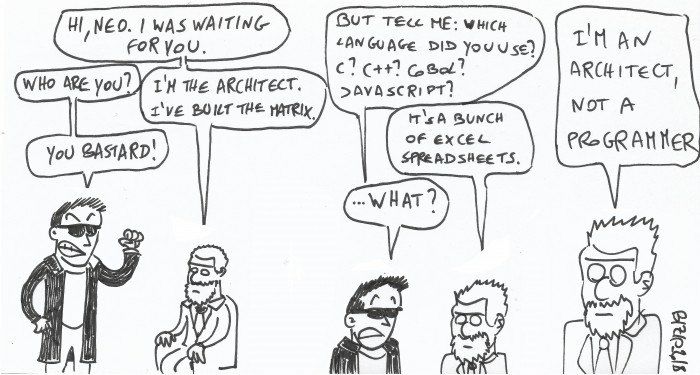 HI, NEO. I WAS WAITING
FOR YOU.
WHO ARE YOU?
I'M THE ARCHITECT.
I'VE BUILT THE MATRIX.
YOU BASTARD!
BUT TELL ME: WHICH
LANGUAGE DID YOU USE?
C? C++? COBOL?
JAVASCRIPT?
IT'S A BUNCH
OF EXCEL
SPREADSHEETS.
...WHAT?
I'M AN
ARCHITECT,
NOT A
PROGRAMMER